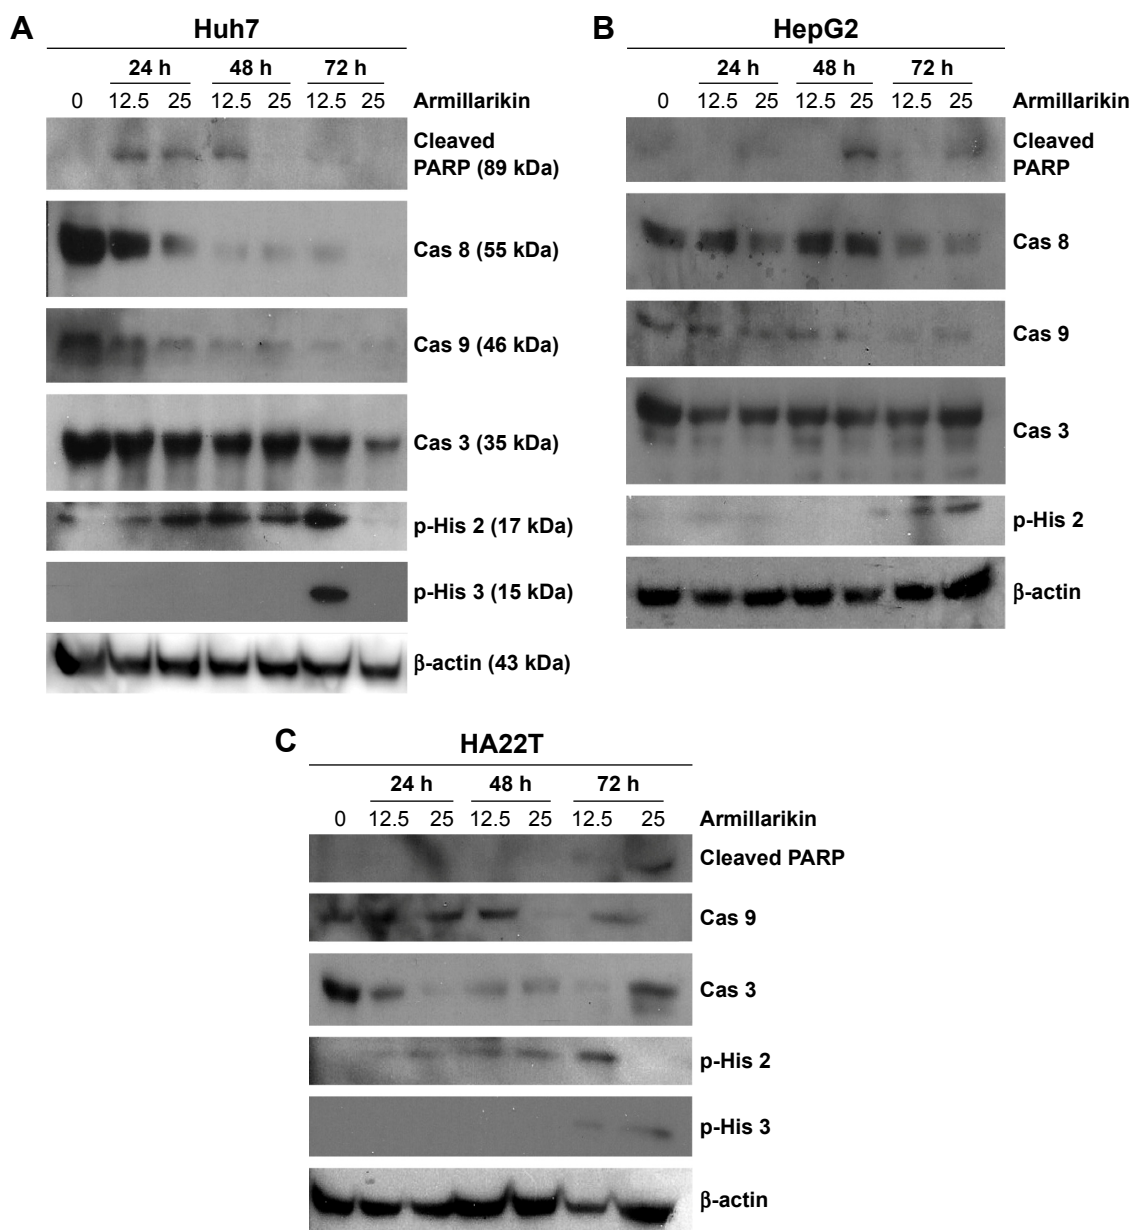 A
Huh7
24 h 48 h 72 h
0 12.5 25 12.5 25 12.5 25 Armillarikin
Cleaved
PARP (89 kDa)
Cas 8 (55 kDa)
Cas 9 (46 kDa)
Cas 3 (35 kDa)
p-His 2 (17 kDa)
p-His 3 (15 kDa)
β-actin (43 kDa)
B
HepG2
24 h 48 h 72 h
0 12.5 25 12.5 25 12.5 25 Armillarikin
Cleaved
PARP
Cas 8
Cas 9
Cas 3
p-His 2
β-actin
C
HA22T
24 h 48 h 72 h
0 12.5 25 12.5 25 12.5 25 Armillarikin
Cleaved PARP
Cas 9
Cas 3
p-His 2
p-His 3
β-actin